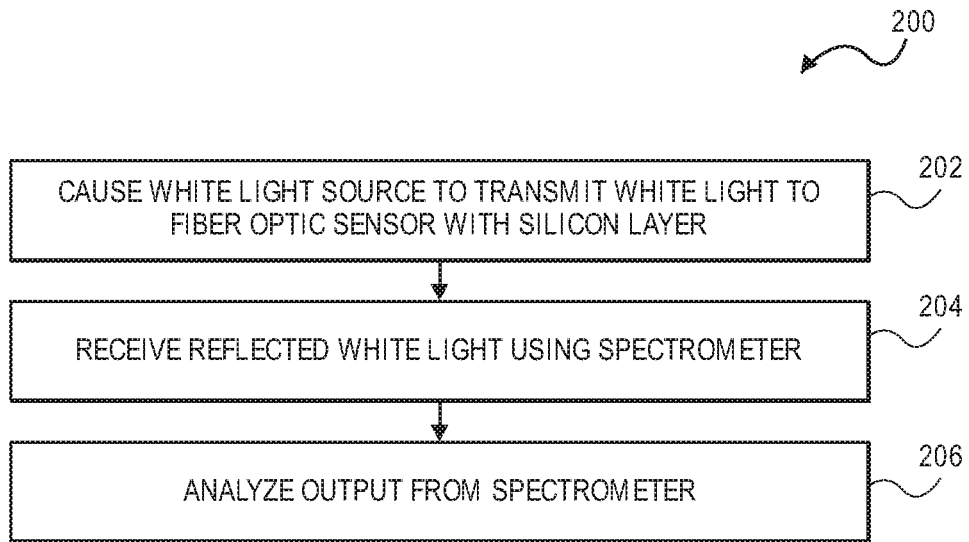 200
CAUSE WHITE LIGHT SOURCE TO TRANSMIT WHITE LIGHT TO
FIBER OPTIC SENSOR WITH SILICON LAYER
202
RECEIVE REFLECTED WHITE LIGHT USING SPECTROMETER
204
ANALYZE OUTPUT FROM SPECTROMETER
206